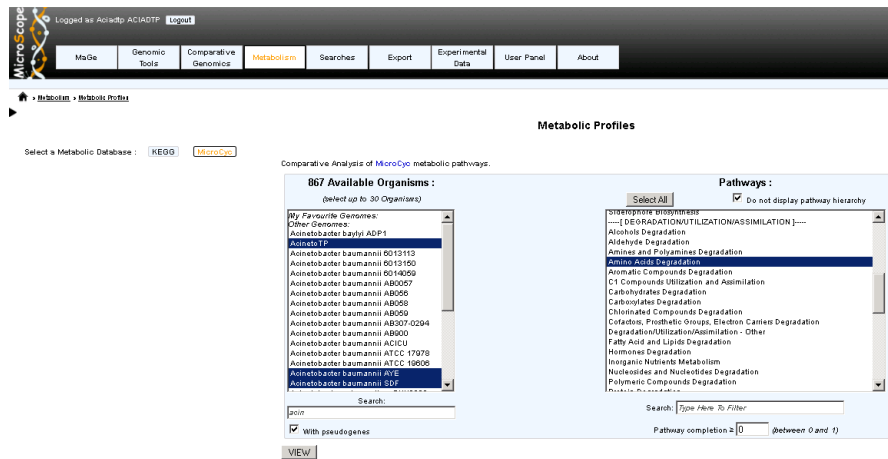 MicroScope
Logged as Aciadtp ACIADTP Logout
MaGe
Genomic Tools
Comparative Genomics
Metabolism
Searches
Export
Experimental Data
User Panel
About
> Metabolism > Metabolic Profiles
Metabolic Profiles
Select a Metabolic Database : KEGG MicroCyc
Comparative Analysis of MicroCyc metabolic pathways.
867 Available Organisms :
(select up to 30 Organisms)
My Favourite Genomes:
Other Genomes:
Acinetobacter baylyi ADP1
AcinetoTP
Acinetobacter baumannii 6013113
Acinetobacter baumannii 6013150
Acinetobacter baumannii 6014059
Acinetobacter baumannii AB0057
Acinetobacter baumannii AB056
Acinetobacter baumannii AB058
Acinetobacter baumannii AB059
Acinetobacter baumannii AB307-0294
Acinetobacter baumannii AB900
Acinetobacter baumannii ACICU
Acinetobacter baumannii ATCC 17978
Acinetobacter baumannii ATCC 19606
Acinetobacter baumannii AYE
Acinetobacter baumannii SDF
Search:
acin
With pseudogenes
Pathways :
Select All Do not display pathway hierarchy
Siderophore Biosynthesis
-----[ DEGRADATION/UTILIZATION/ASSIMILATION ]-----
Alcohols Degradation
Aldehyde Degradation
Amines and Polyamines Degradation
Amino Acids Degradation
Aromatic Compounds Degradation
C1 Compounds Utilization and Assimilation
Carbohydrates Degradation
Carboxylates Degradation
Chlorinated Compounds Degradation
Cofactors, Prosthetic Groups, Electron Carriers Degradation
Degradation/Utilization/Assimilation - Other
Fatty Acid and Lipids Degradation
Hormones Degradation
Inorganic Nutrients Metabolism
Nucleosides and Nucleotides Degradation
Polymeric Compounds Degradation
Search: Type Here To Filter
Pathway completion ≥ 0 (between 0 and 1)
VIEW